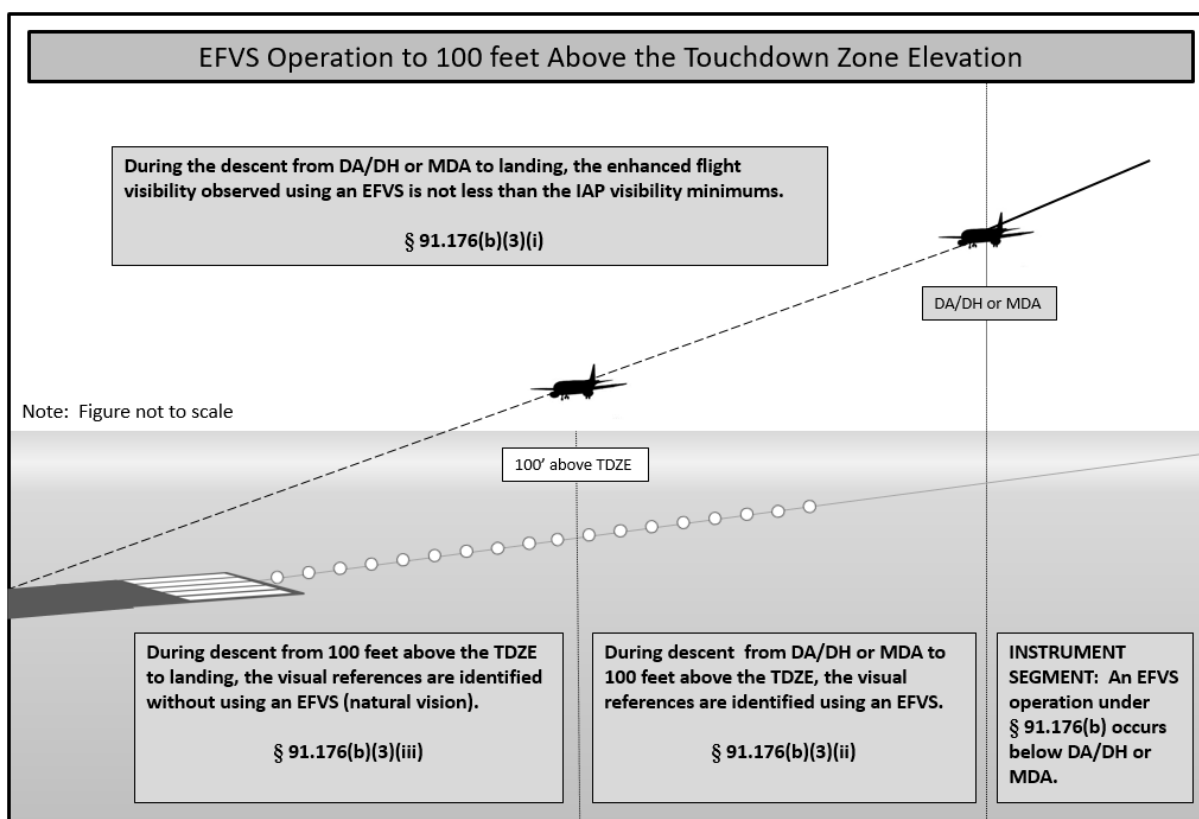 EFVS Operation to 100 feet Above the Touchdown Zone Elevation
During the descent from DA/DH or MDA to landing, the enhanced flight
visibility observed using an EFVS is not less than the IAP visibility minimums.
§ 91.176(b)(3)(i)
DA/DH or MDA
Note: Figure not to scale
100' above TDZE
During descent from 100 feet above the TDZE
to landing, the visual references are identified
without using an EFVS (natural vision).
§ 91.176(b)(3)(iii)
During descent from DA/DH or MDA to
100 feet above the TDZE, the visual
references are identified using an EFVS.
§ 91.176(b)(3)(ii)
INSTRUMENT
SEGMENT: An EFVS
operation under
§ 91.176(b) occurs
below DA/DH or
MDA.